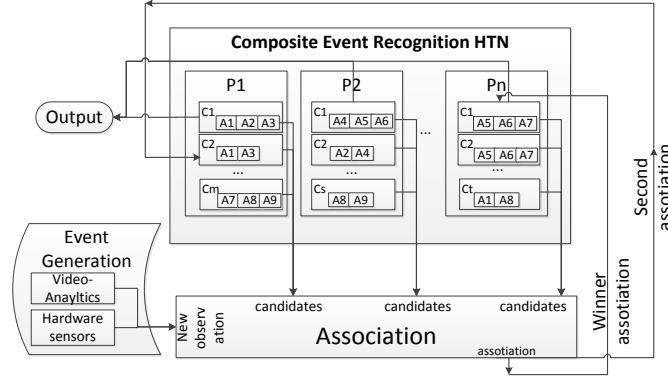 Composite Event Recognition HTN
P1
P2
Pn
C1
A1 A2 A3
C2
A1 A3
...
Cm
A7 A8 A9
C1
A4 A5 A6
C2
A2 A4
...
Cs
A8 A9
...
C1
A5 A6 A7
C2
A5 A6 A7
...
Ct
A1 A8
Output
Event
Generation
Video-
Anayltics
Hardware
sensors
New
observ
ation
candidates
candidates
candidates
Association
assotiation
Winner
assotiation
Second
assotiation